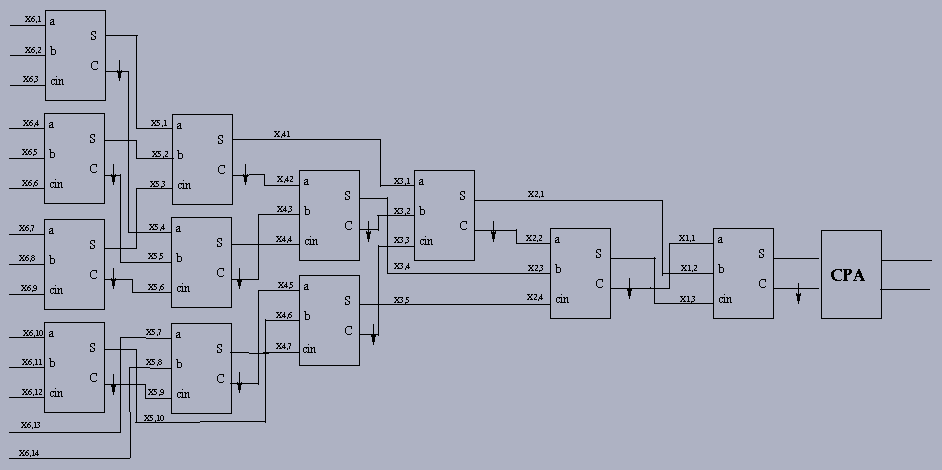 X6,1 a S
X6,2 b
X6,3 cin C
X6,4 a S
X6,5 b
X6,6 cin C
X6,7 a S
X6,8 b
X6,9 cin C
X6,10 a S
X6,11 b
X6,12 cin C
X6,13
X6,14
X5,1 a S
X5,2 b
X5,3 cin C
X5,4 a S
X5,5 b
X5,6 cin C
X5,7 a S
X5,8 b
X5,9 cin C
X5,10
X,41
X,42 a S
X4,3 b
X4,4 cin C
X4,5 a S
X4,6 b
X4,7 cin C
X3,1 a S
X3,2 b
X3,3 cin C
X3,4
X3,5
X2,1
X2,2 a S
X2,3 b
X2,4 cin C
X1,1 a S
X1,2 b
X1,3 cin C
CPA